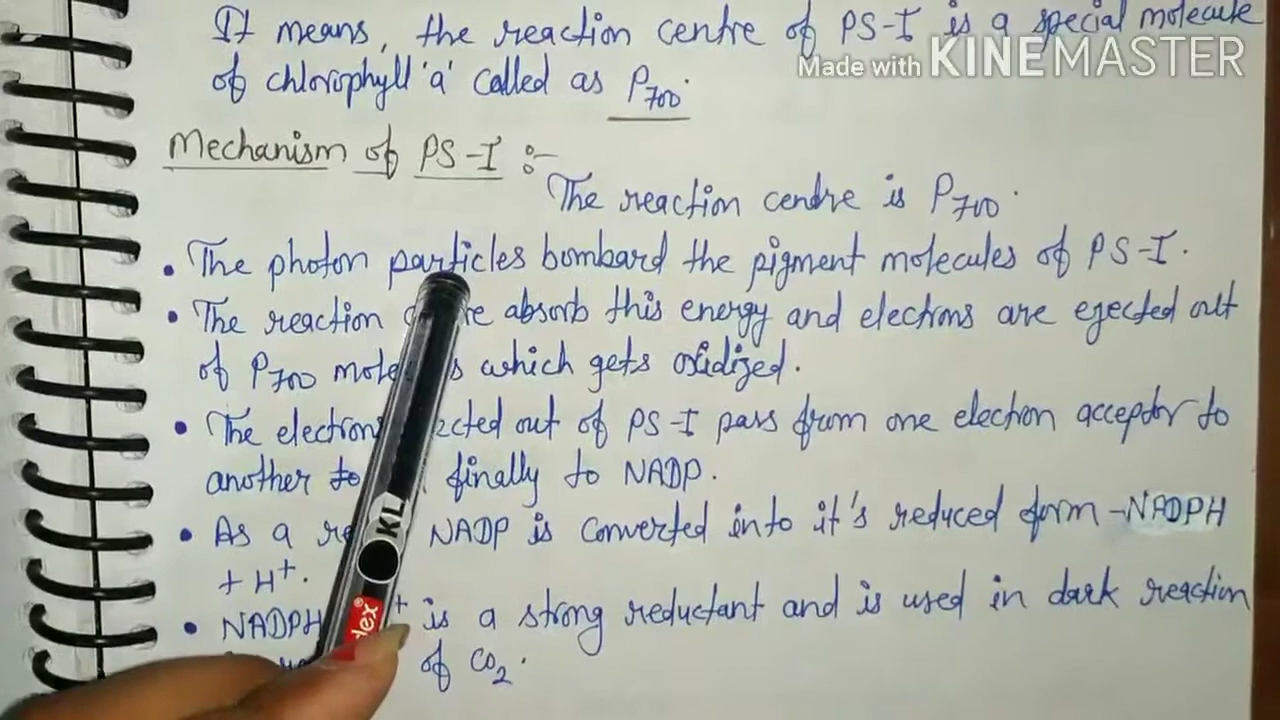 It means, the reaction centre of PS-I is a special molecule
Made with KINEMASTER
of chlorophyll 'a' called as P700.
Mechanism of PS-I :-
The reaction centre is P700.
• The photon particles bombard the pigment molecules of PS-I.
• The reaction absorb this energy and electrons are ejected out
of P700 which gets oxidized.
• The electrons out of PS-I pass from one electron acceptor to
another finally to NADP.
• As a NADP is converted into it's reduced form - NADPH
+ H+.
• NADPH + is a strong reductant and is used in dark reaction
of CO2.
KL
dex®